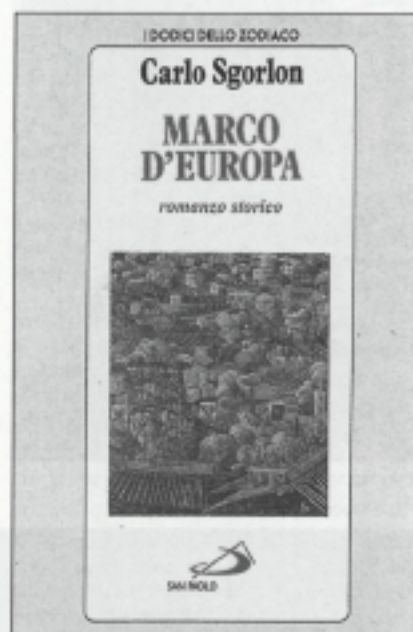 I DODICI DELLO ZODIACO
Carlo Sgorlon
MARCO
D'EUROPA
romanzo storico
SAN PAOLO